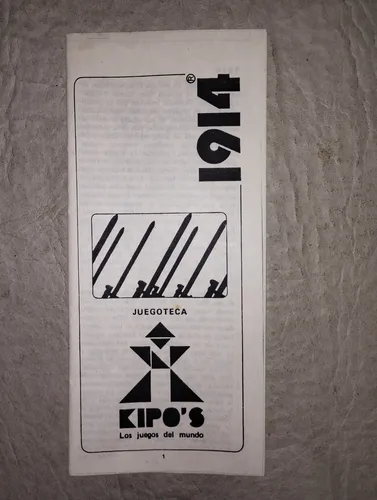 1914
®
JUEGOTECA
KIPO'S
Los juegos del mundo
1